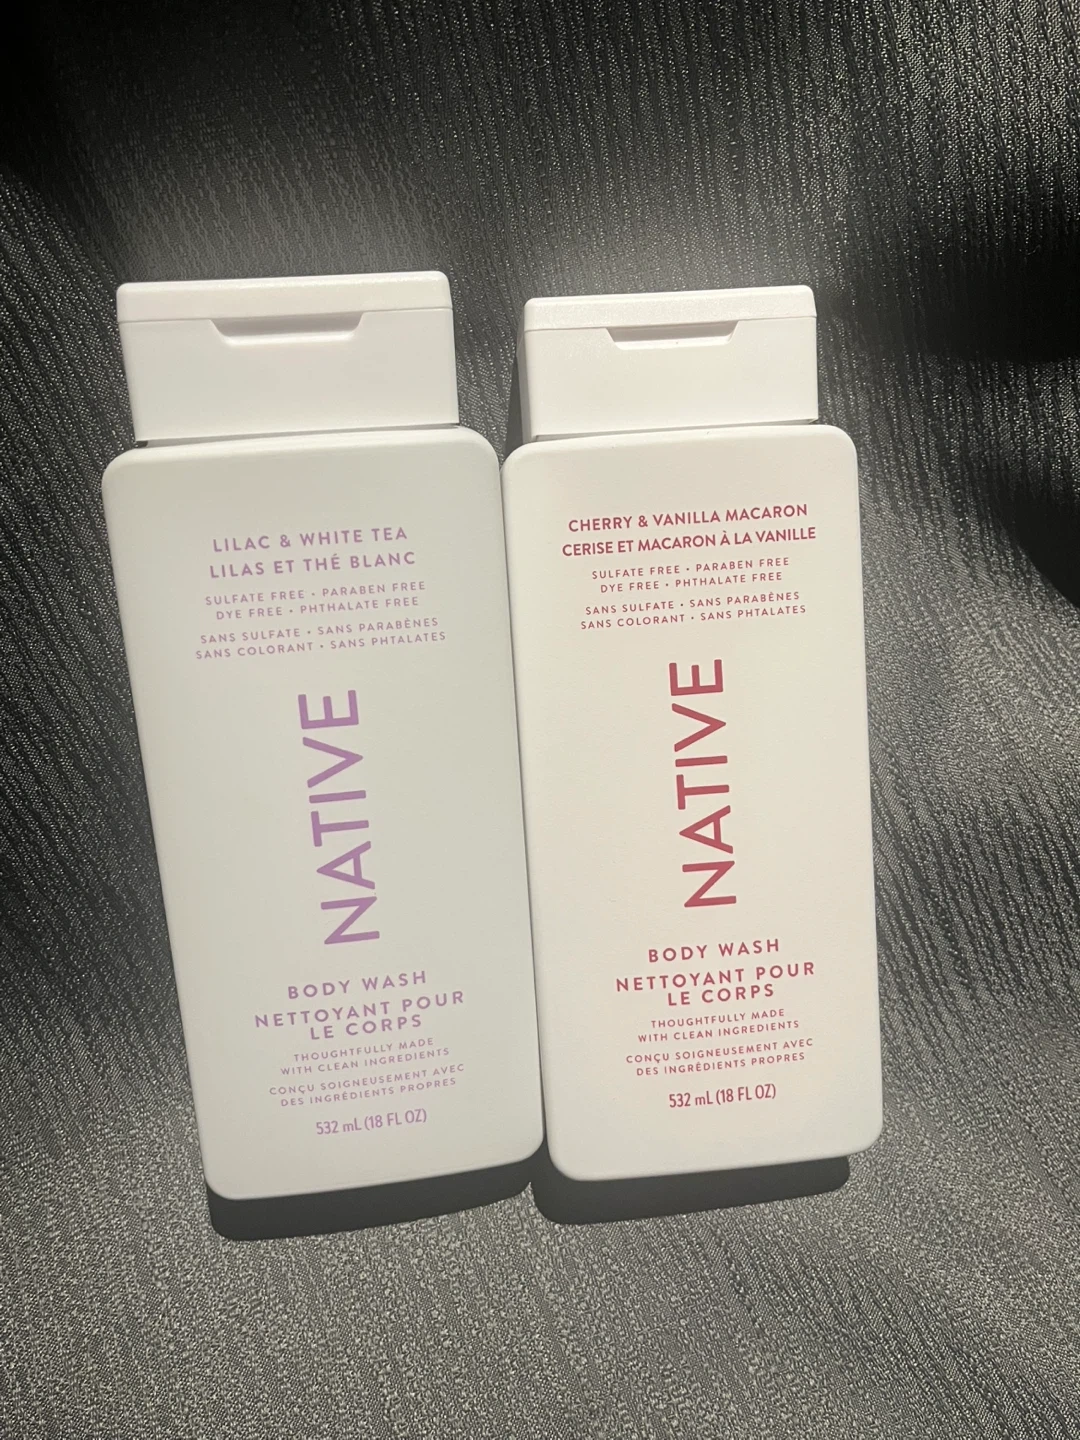 LILAC & WHITE TEA
LILAS ET THÉ BLANC
SULFATE FREE • PARABEN FREE
DYE FREE • PHTHALATE FREE
SANS SULFATE • SANS PARABÈNES
SANS COLORANT • SANS PHTALATES
NATIVE
BODY WASH
NETTOYANT POUR
LE CORPS
THOUGHTFULLY MADE
WITH CLEAN INGREDIENTS
CONÇU SOIGNEUSEMENT AVEC
DES INGRÉDIENTS PROPRES
532 mL (18 FL OZ)
CHERRY & VANILLA MACARON
CERISE ET MACARON À LA VANILLE
SULFATE FREE • PARABEN FREE
DYE FREE • PHTHALATE FREE
SANS SULFATE • SANS PARABÈNES
SANS COLORANT • SANS PHTALATES
NATIVE
BODY WASH
NETTOYANT POUR
LE CORPS
THOUGHTFULLY MADE
WITH CLEAN INGREDIENTS
CONÇU SOIGNEUSEMENT AVEC
DES INGRÉDIENTS PROPRES
532 mL (18 FL OZ)